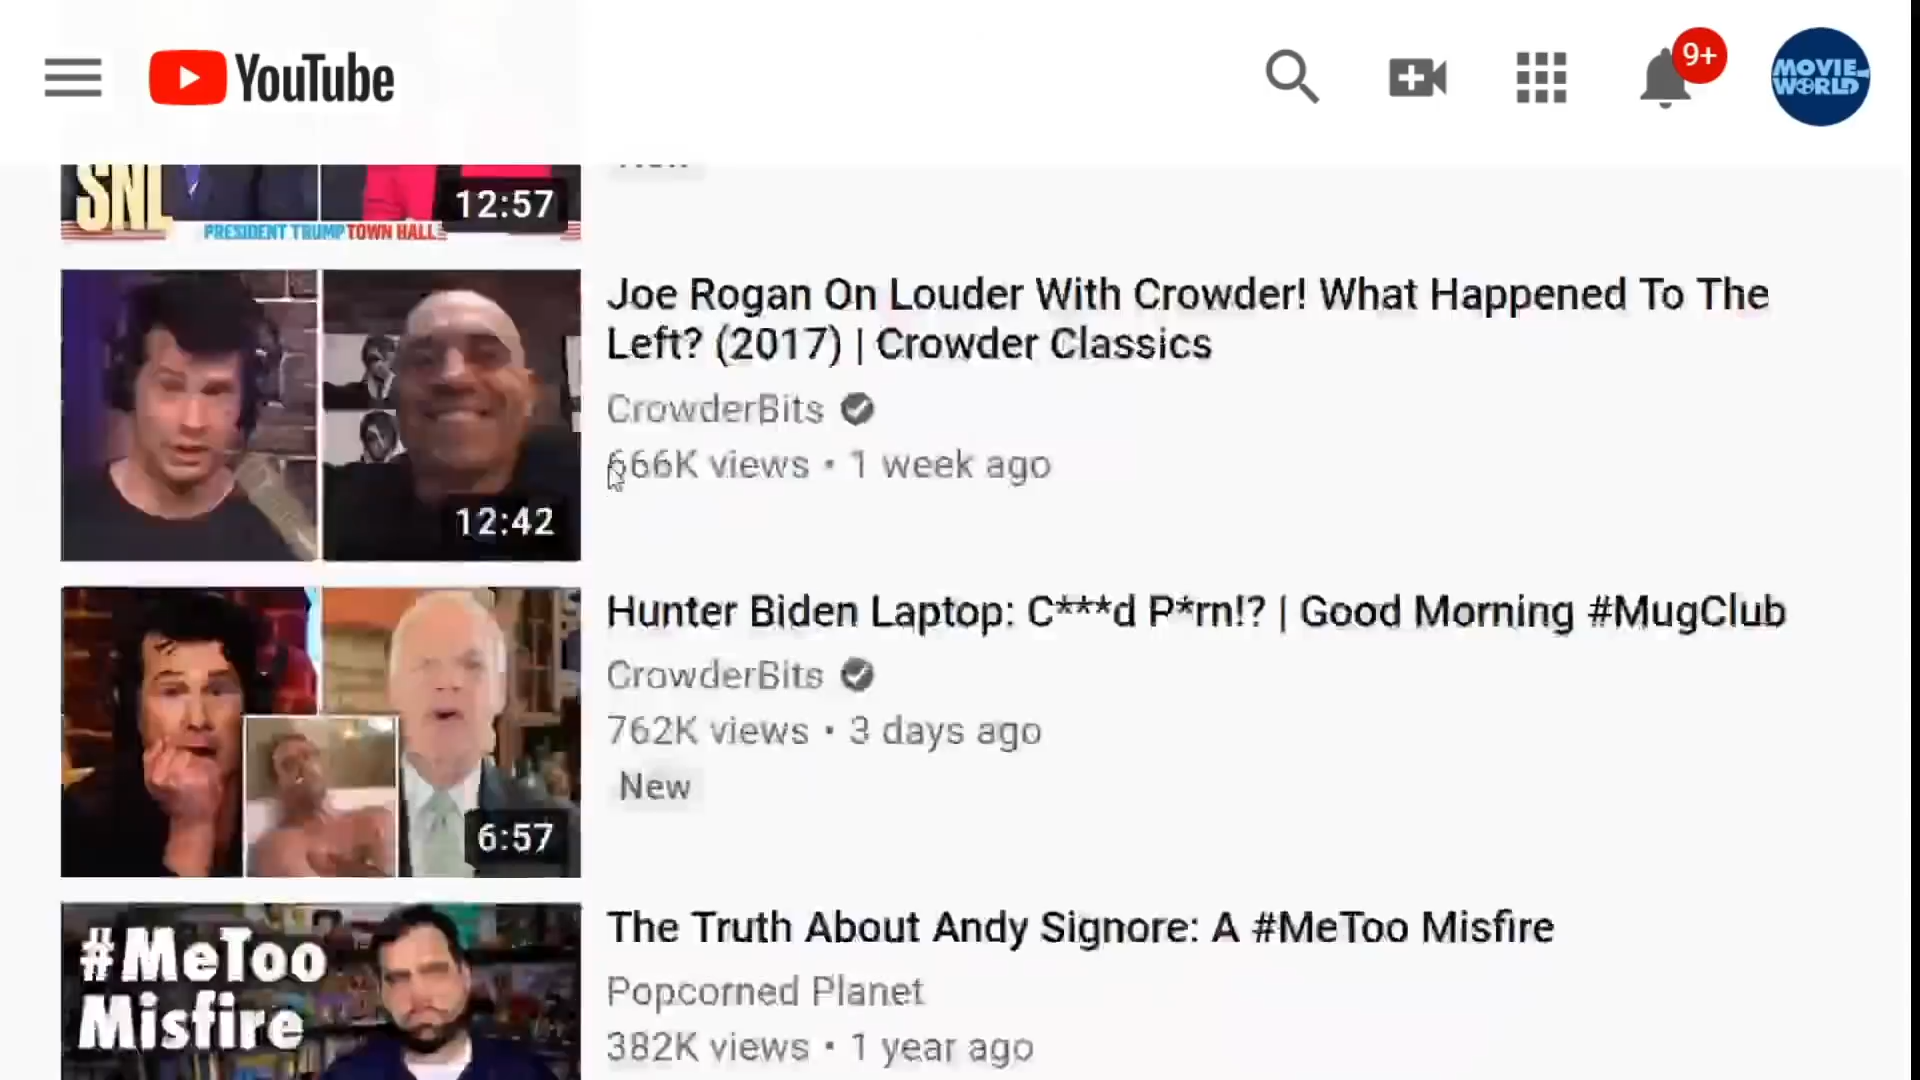 YouTube
9+
MOVIE-
WORLD
SNL
12:57
PRESIDENT TRUMP TOWN HALL
Joe Rogan On Louder With Crowder! What Happened To The
Left? (2017) | Crowder Classics
CrowderBits
666K views • 1 week ago
12:42
Hunter Biden Laptop: C***d P*rn!? | Good Morning #MugClub
CrowderBits
762K views • 3 days ago
New
6:57
The Truth About Andy Signore: A #MeToo Misfire
Popcorned Planet
382K views • 1 year ago
#MeToo
Misfire